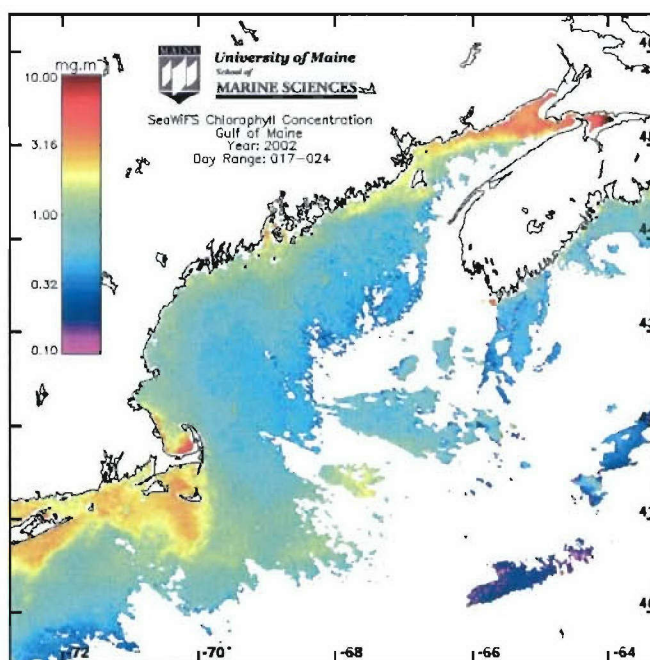 mg.m⁻
MAINE
University of Maine
School of
MARINE SCIENCES
SeaWiFS Chlorophyll Concentration
Gulf of Maine
Year: 2002
Day Range: 017-024
10.00
3.16
1.00
0.32
0.10
-72
-70
-68
-66
-64